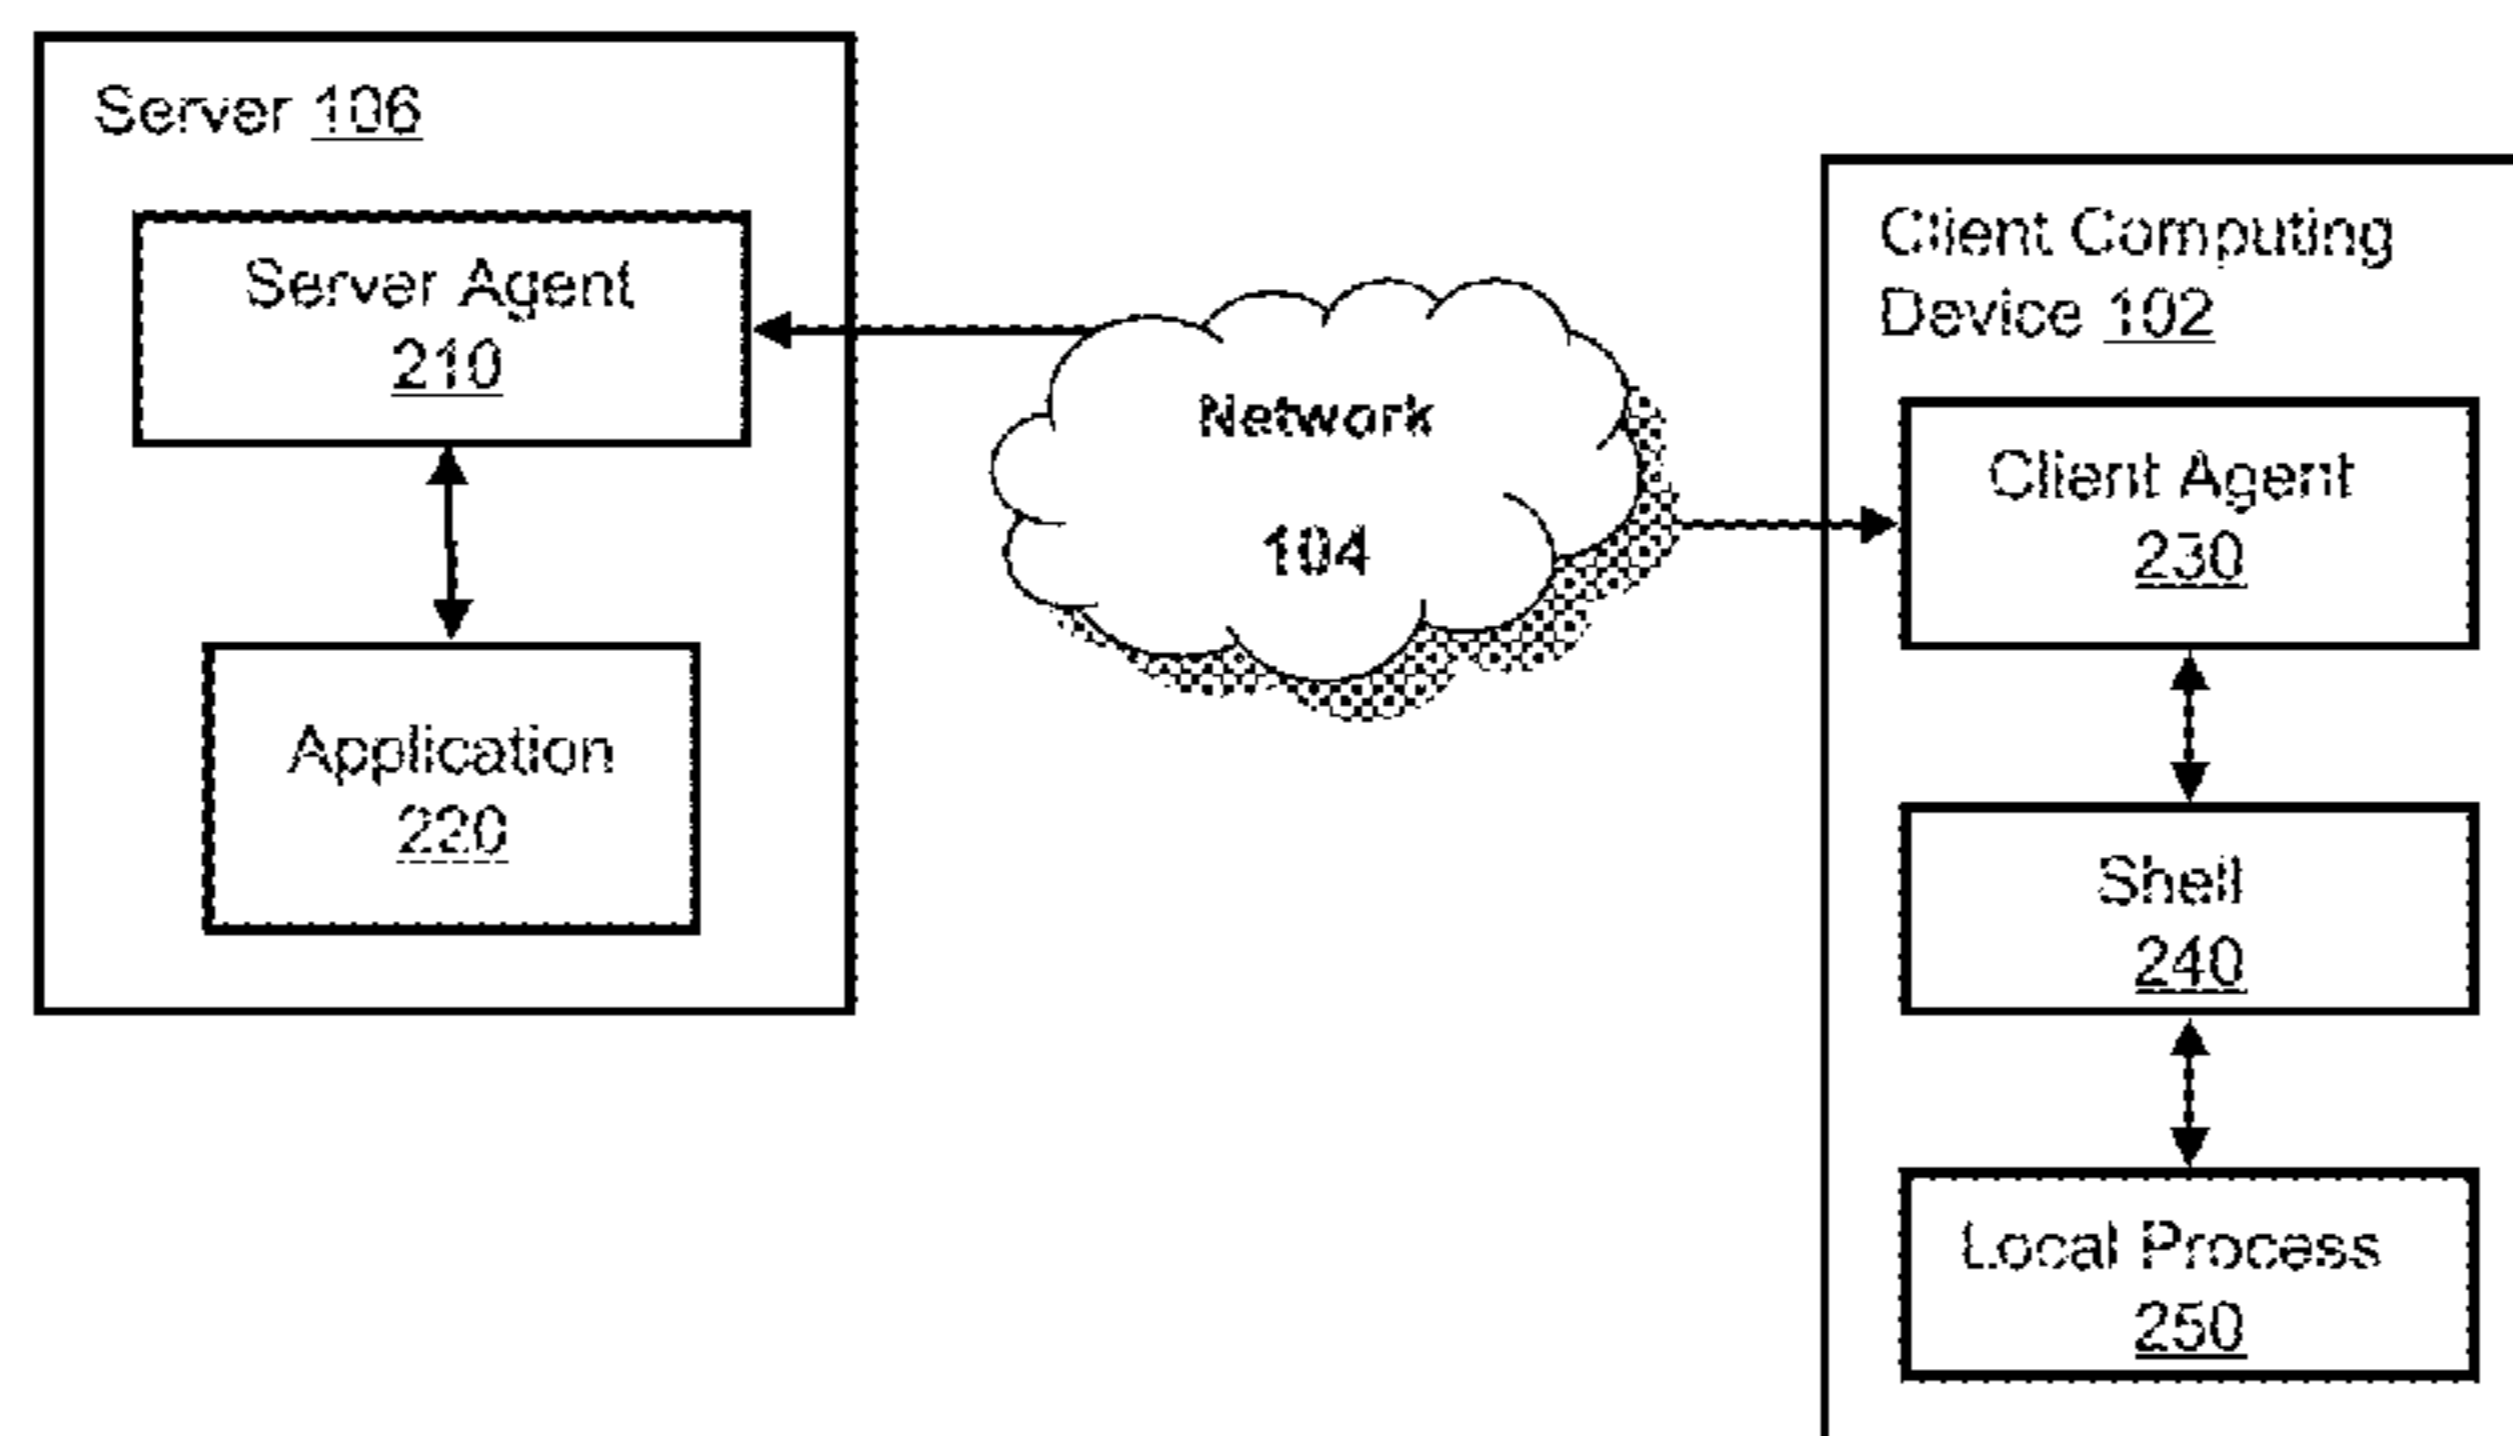 Server 106
Server Agent
210
Application
220
Network
104
Client Computing
Device 102
Client Agent
230
Shell
240
Local Process
250